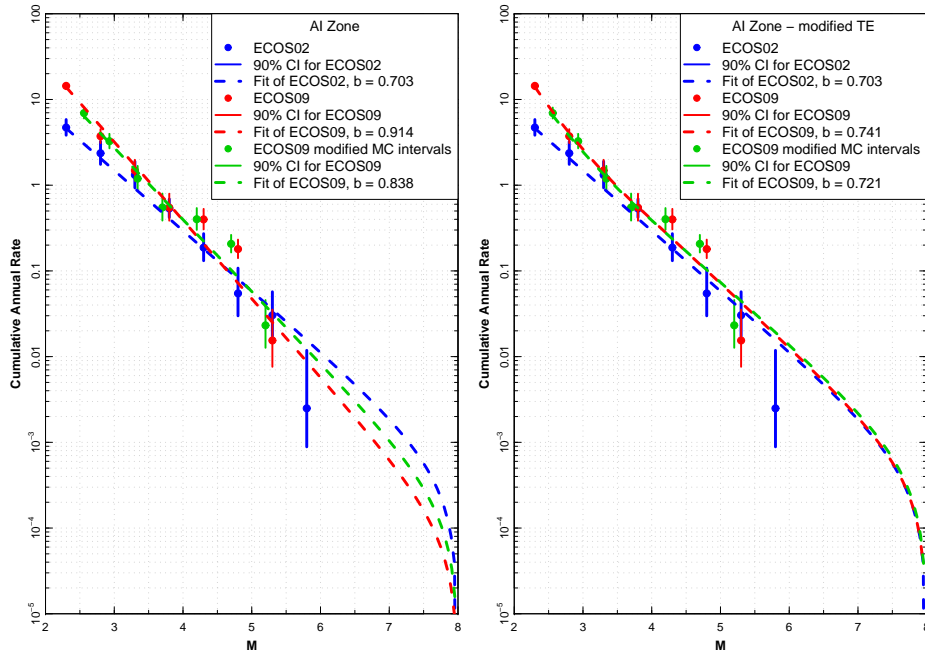 AI Zone
ECOS02
90% CI for ECOS02
Fit of ECOS02, b = 0.703
ECOS09
90% CI for ECOS09
Fit of ECOS09, b = 0.914
ECOS09 modified MC intervals
90% CI for ECOS09
Fit of ECOS09, b = 0.838
Cumulative Annual Rate
100
10
1
0.1
0.01
10⁻³
10⁻⁴
10⁻⁵
2 3 4 5 6 7 8
M
AI Zone − modified TE
ECOS02
90% CI for ECOS02
Fit of ECOS02, b = 0.703
ECOS09
90% CI for ECOS09
Fit of ECOS09, b = 0.741
ECOS09 modified MC intervals
90% CI for ECOS09
Fit of ECOS09, b = 0.721
Cumulative Annual Rate
100
10
1
0.1
0.01
10⁻³
10⁻⁴
10⁻⁵
2 3 4 5 6 7 8
M